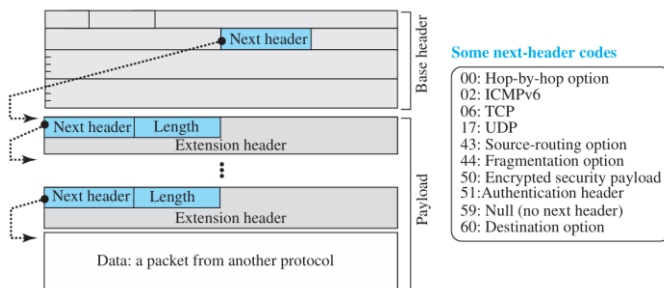 Next header
Base header
Next header
Length
Extension header
Next header
Length
Extension header
Data: a packet from another protocol
Payload
Some next-header codes
00: Hop-by-hop option
02: ICMPv6
06: TCP
17: UDP
43: Source-routing option
44: Fragmentation option
50: Encrypted security payload
51:Authentication header
59: Null (no next header)
60: Destination option